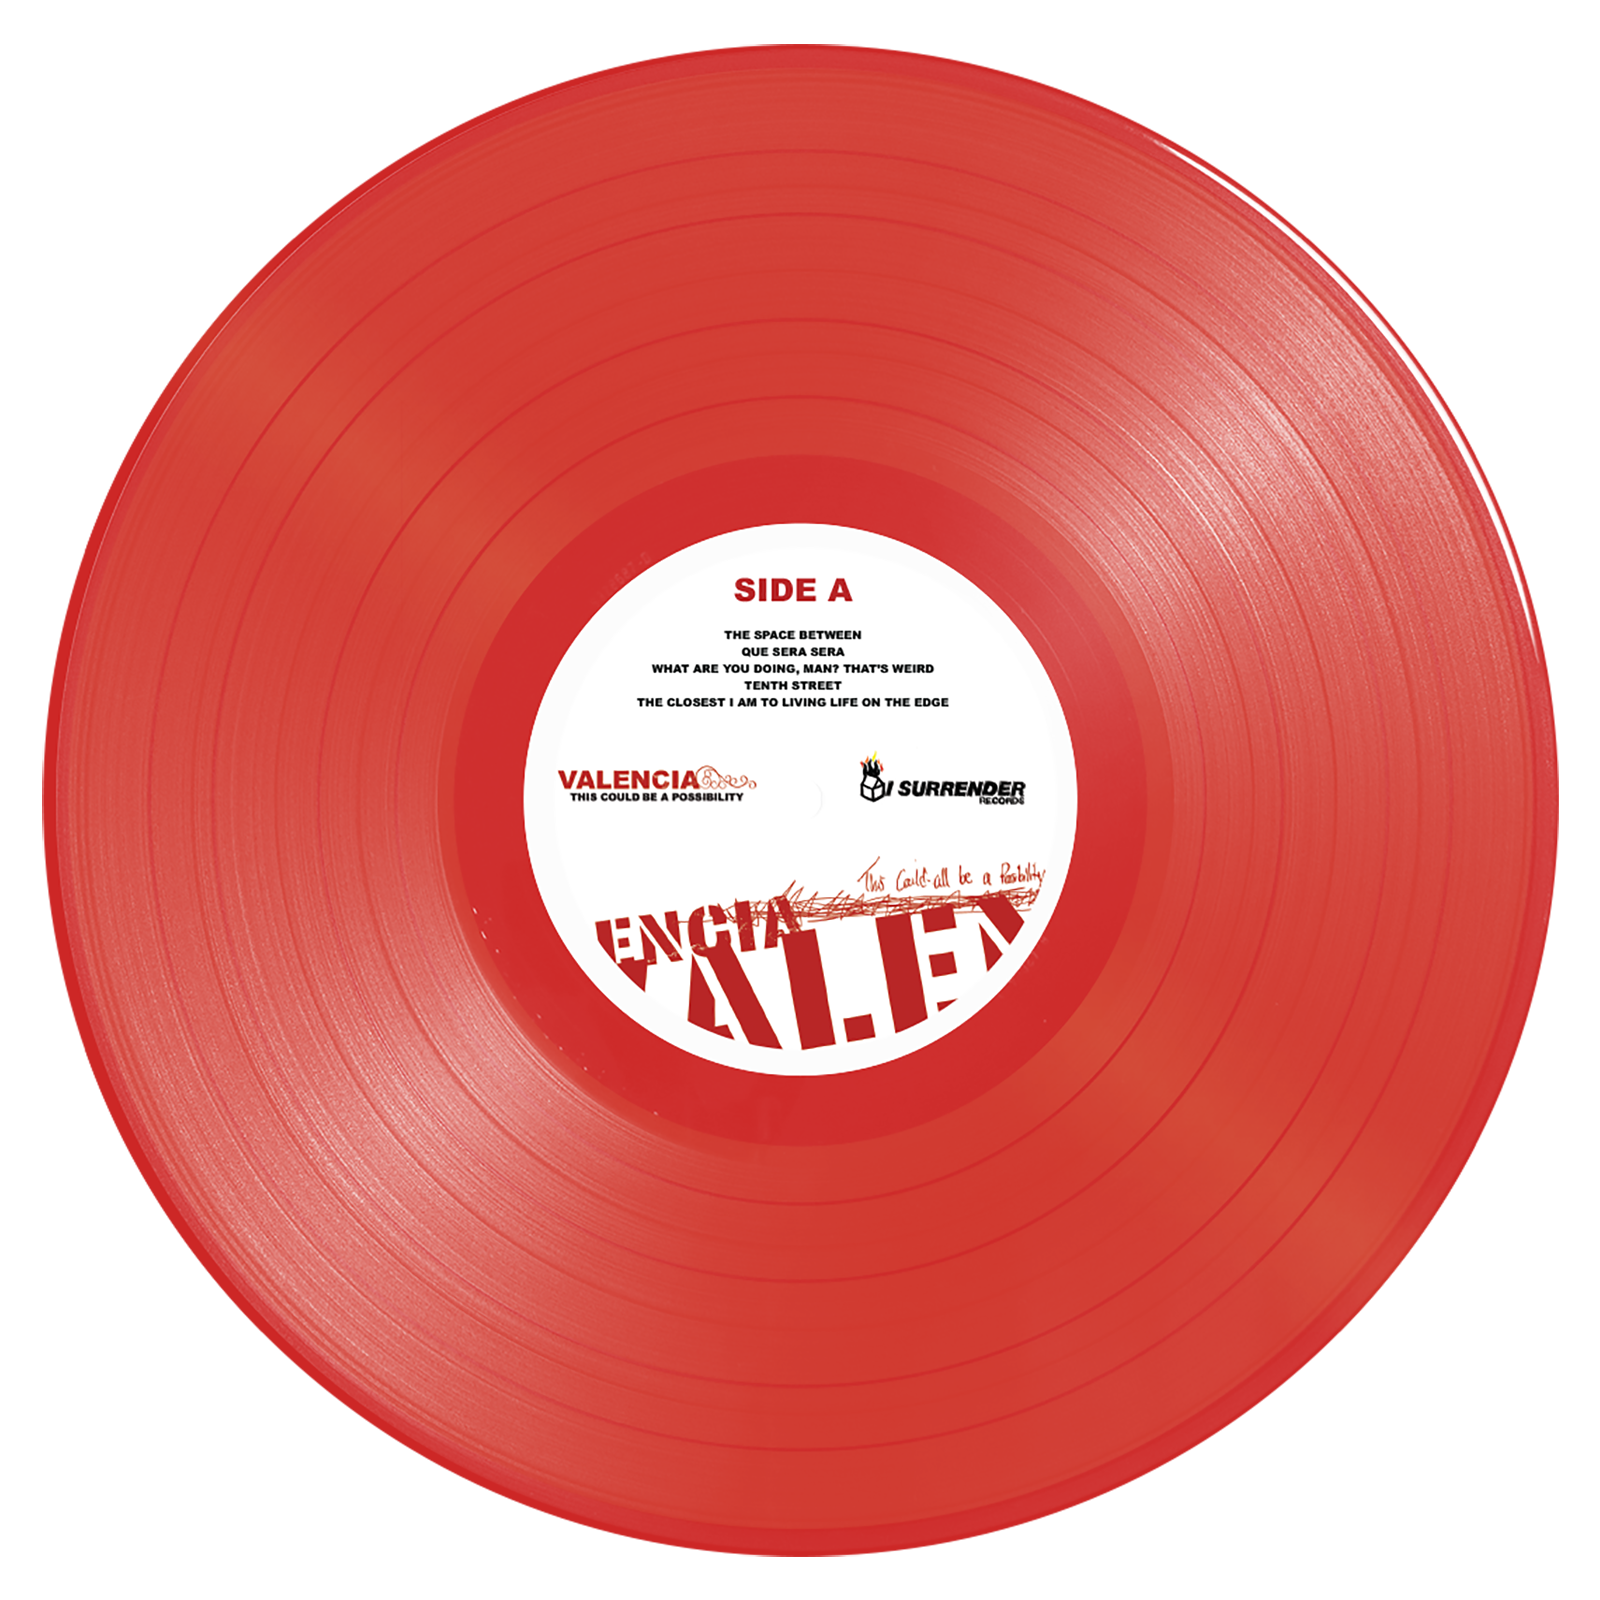 SIDE A
THE SPACE BETWEEN
QUE SERA SERA
WHAT ARE YOU DOING, MAN? THAT'S WEIRD
TENTH STREET
THE CLOSEST I AM TO LIVING LIFE ON THE EDGE
VALENCIA
THIS COULD BE A POSSIBILITY
I SURRENDER
RECORDS
This Could all be a Possibility
ENCIA
VALEN